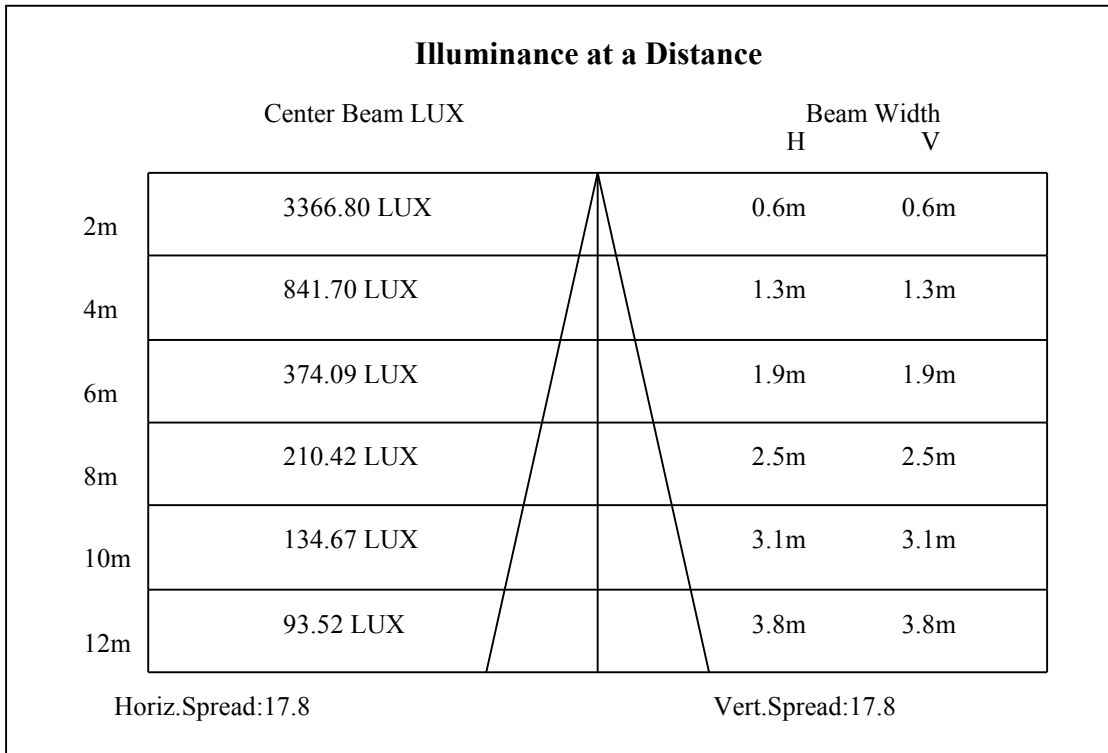 Illuminance at a Distance
Center Beam LUX Beam Width
H V
2m 3366.80 LUX 0.6m 0.6m
4m 841.70 LUX 1.3m 1.3m
6m 374.09 LUX 1.9m 1.9m
8m 210.42 LUX 2.5m 2.5m
10m 134.67 LUX 3.1m 3.1m
12m 93.52 LUX 3.8m 3.8m
Horiz.Spread:17.8 Vert.Spread:17.8